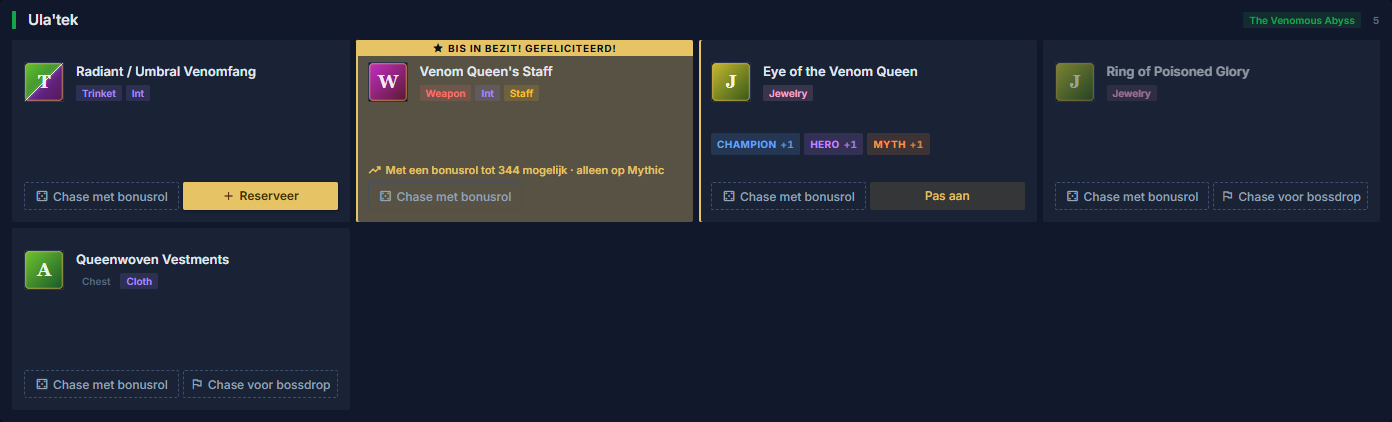 Ula'tek
The Venomous Abyss 5
T
Radiant / Umbral Venomfang
Trinket Int
Chase met bonusrol
+ Reserveer
★ BIS IN BEZIT! GEFELICITEERD!
W
Venom Queen's Staff
Weapon Int Staff
Met een bonusrol tot 344 mogelijk · alleen op Mythic
Chase met bonusrol
J
Eye of the Venom Queen
Jewelry
CHAMPION +1 HERO +1 MYTH +1
Chase met bonusrol
Pas aan
J
Ring of Poisoned Glory
Jewelry
Chase met bonusrol
Chase voor bossdrop
A
Queenwoven Vestments
Chest Cloth
Chase met bonusrol
Chase voor bossdrop